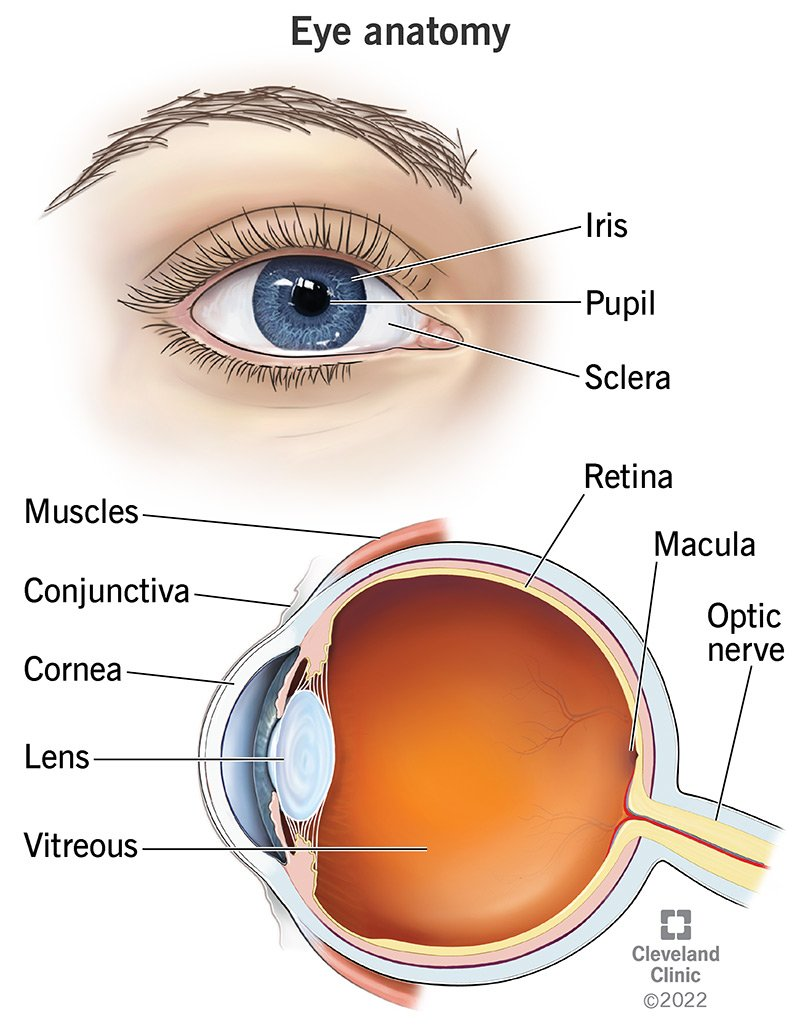 Eye anatomy
Iris
Pupil
Sclera
Retina
Muscles
Macula
Conjunctiva
Optic
nerve
Cornea
Lens
Vitreous
Cleveland
Clinic
©2022